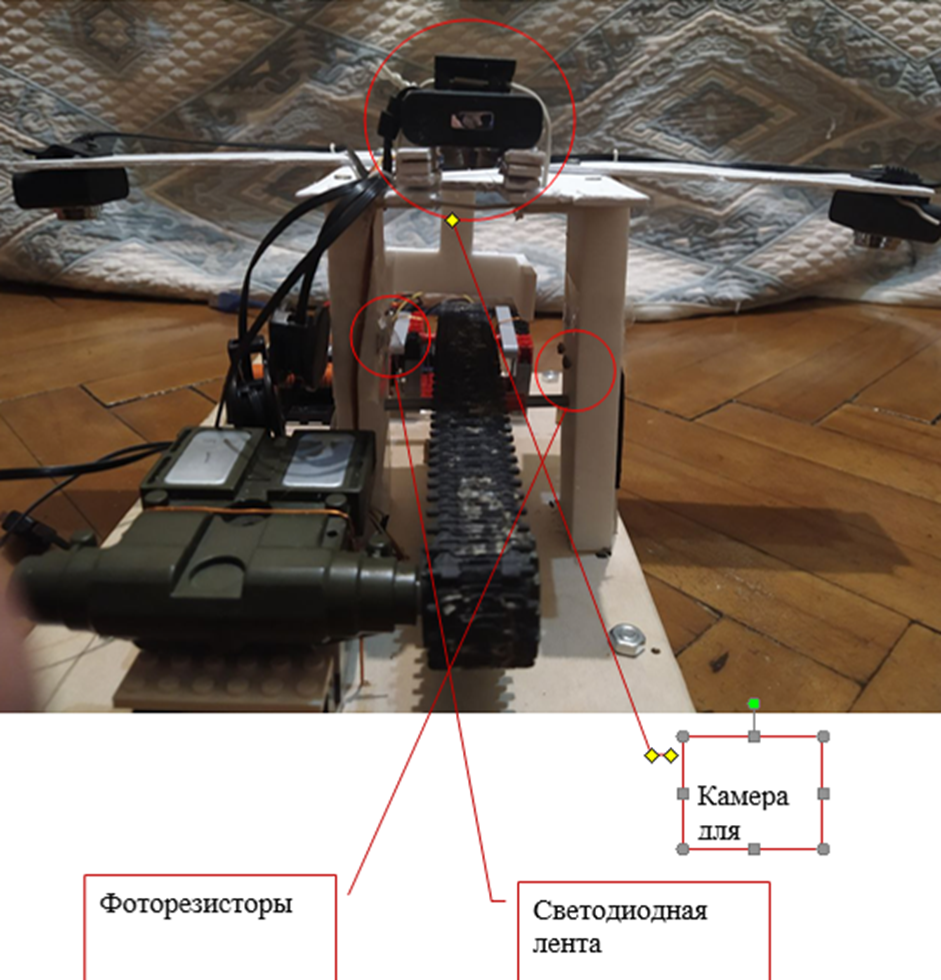 Камера
для
Фоторезисторы
Светодиодная
лента